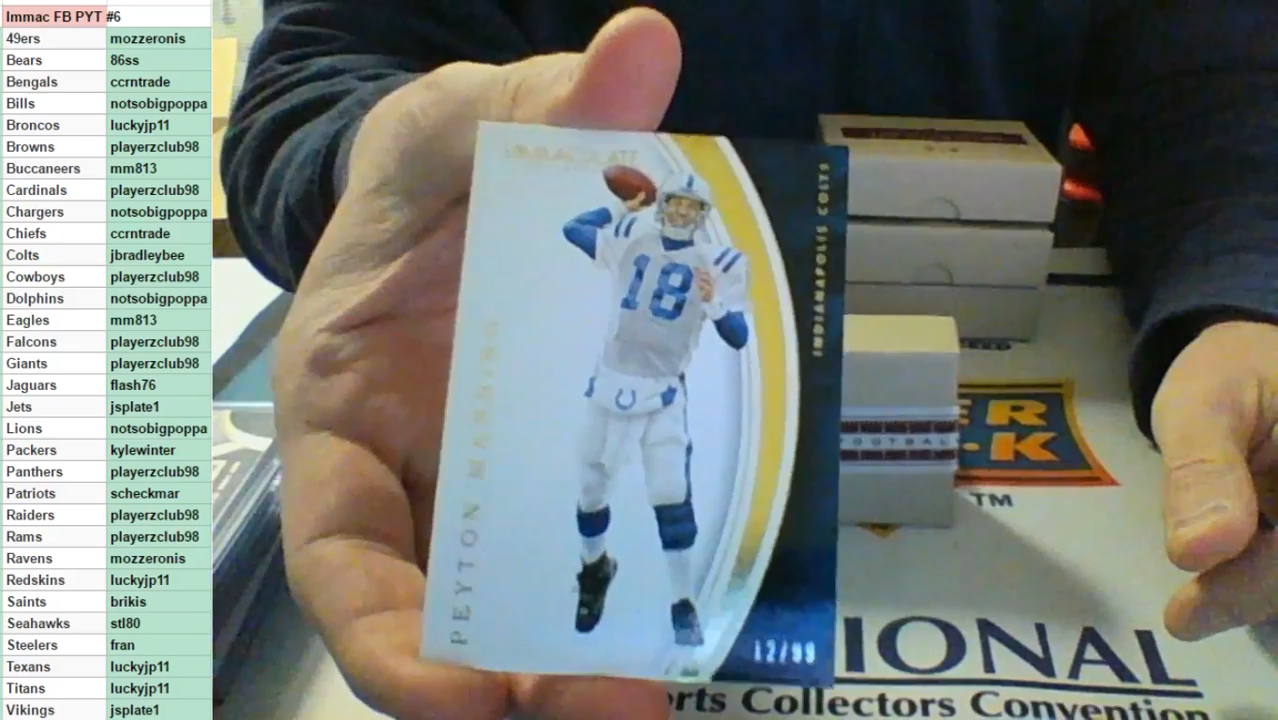 Immac FB PYT #6
49ers mozzeronis
Bears 86ss
Bengals ccrntrade
Bills notsobigpoppa
Broncos luckyjp11
Browns playerzclub98
Buccaneers mm813
Cardinals playerzclub98
Chargers notsobigpoppa
Chiefs ccrntrade
Colts jbradleybee
Cowboys playerzclub98
Dolphins notsobigpoppa
Eagles mm813
Falcons playerzclub98
Giants playerzclub98
Jaguars flash76
Jets jsplate1
Lions notsobigpoppa
Packers kylewinter
Panthers playerzclub98
Patriots scheckmar
Raiders playerzclub98
Rams playerzclub98
Ravens mozzeronis
Redskins luckyjp11
Saints brikis
Seahawks stl80
Steelers fran
Texans luckyjp11
Titans luckyjp11
Vikings jsplate1
IMMACULATE
PEYTON MANNING
18
INDIANAPOLIS COLTS
12/99
FOOTBALL
ER
K
TM
IONAL
orts Collectors Convention